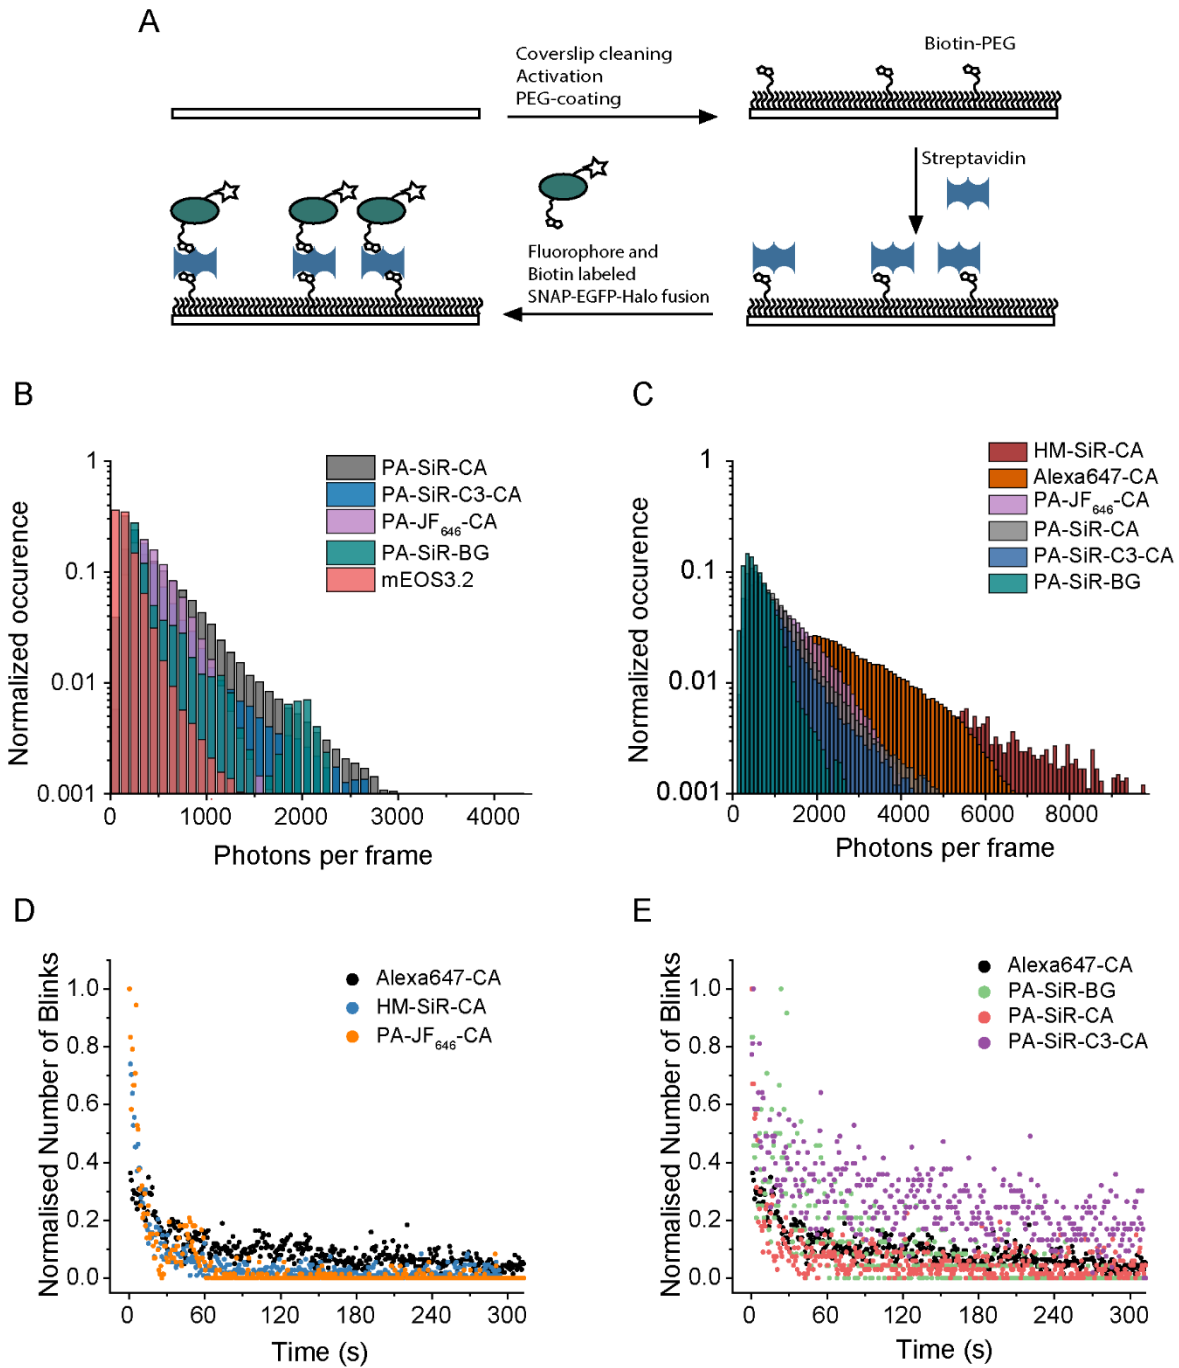 A
Coverslip cleaning
Activation
PEG-coating
Biotin-PEG
Streptavidin
Fluorophore and
Biotin labeled
SNAP-EGFP-Halo fusion
B
Normalized occurence
1
0.1
0.01
0.001
PA-SiR-CA
PA-SiR-C3-CA
PA-JF646-CA
PA-SiR-BG
mEOS3.2
0 1000 2000 3000 4000
Photons per frame
C
Normalized occurence
1
0.1
0.01
0.001
HM-SiR-CA
Alexa647-CA
PA-JF646-CA
PA-SiR-CA
PA-SiR-C3-CA
PA-SiR-BG
0 2000 4000 6000 8000
Photons per frame
D
Normalised Number of Blinks
1.0
0.8
0.6
0.4
0.2
0.0
Alexa647-CA
HM-SiR-CA
PA-JF646-CA
0 60 120 180 240 300
Time (s)
E
Normalised Number of Blinks
1.0
0.8
0.6
0.4
0.2
0.0
Alexa647-CA
PA-SiR-BG
PA-SiR-CA
PA-SiR-C3-CA
0 60 120 180 240 300
Time (s)